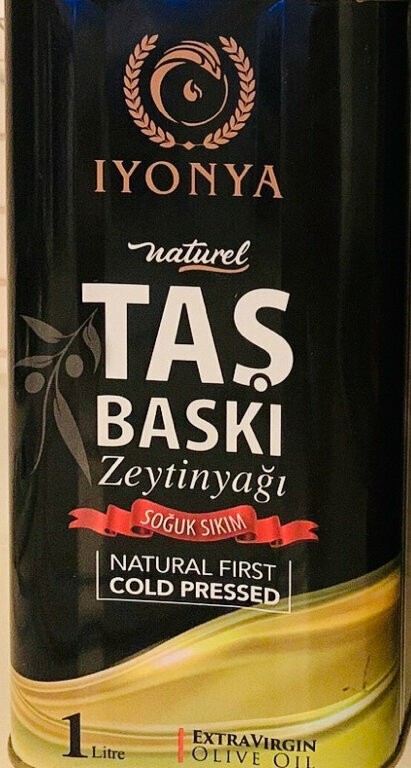 IYONYA
naturel
TAŞ
BASKI
Zeytinyağı
SOĞUK SIKIM
NATURAL FIRST
COLD PRESSED
1 Litre
EXTRAVIRGIN
OLIVE OIL